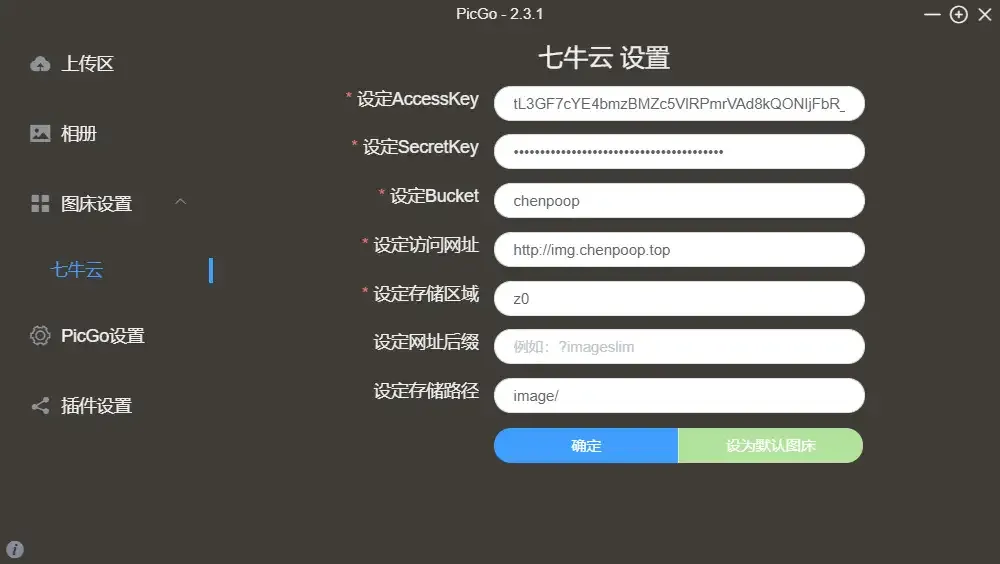 PicGo - 2.3.1
上传区
相册
图床设置
七牛云
PicGo设置
插件设置
七牛云 设置
* 设定AccessKey
* 设定SecretKey
••••••••••••••••••••••••••••••••••••••••
* 设定Bucket
chenpoop
* 设定访问网址
http://img.chenpoop.top
* 设定存储区域
z0
设定网址后缀
例如：?imageslim
设定存储路径
image/
确定
设为默认图床